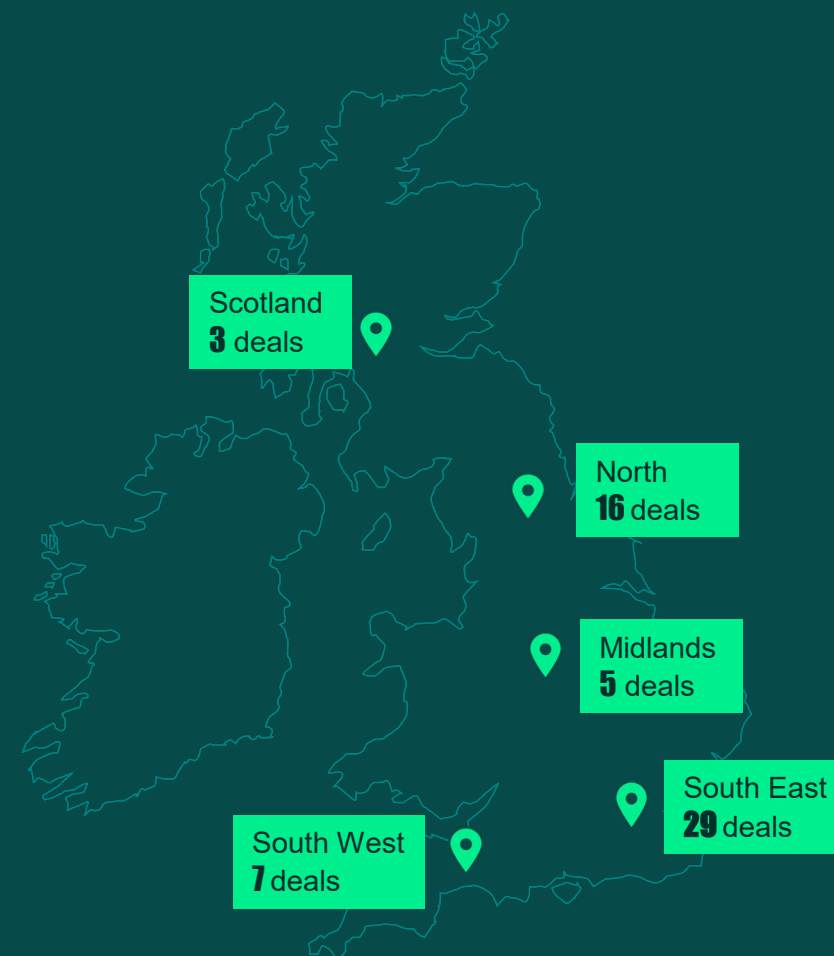 Scotland
3 deals
North
16 deals
Midlands
5 deals
South East
29 deals
South West
7 deals